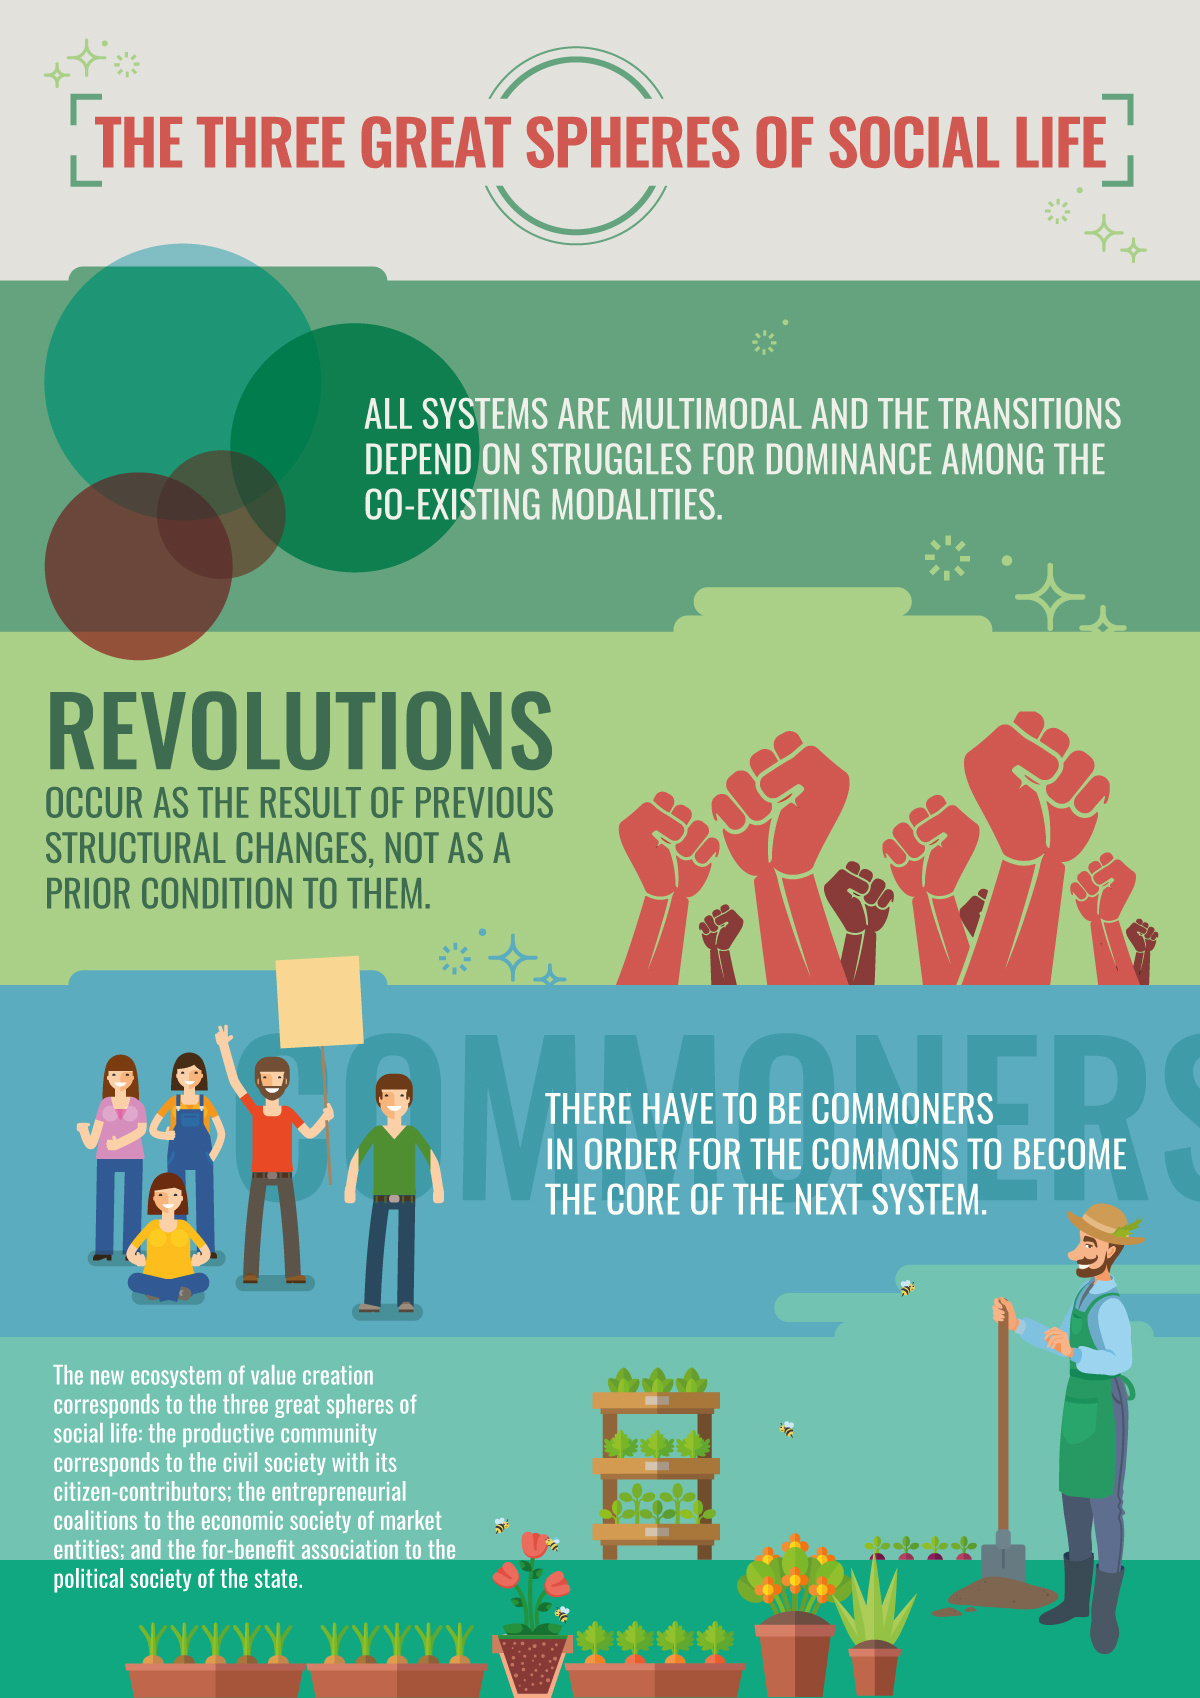 THE THREE GREAT SPHERES OF SOCIAL LIFE
ALL SYSTEMS ARE MULTIMODAL AND THE TRANSITIONS
DEPEND ON STRUGGLES FOR DOMINANCE AMONG THE
CO-EXISTING MODALITIES.
REVOLUTIONS
OCCUR AS THE RESULT OF PREVIOUS
STRUCTURAL CHANGES, NOT AS A
PRIOR CONDITION TO THEM.
COMMONERS
THERE HAVE TO BE COMMONERS
IN ORDER FOR THE COMMONS TO BECOME
THE CORE OF THE NEXT SYSTEM.
The new ecosystem of value creation
corresponds to the three great spheres of
social life: the productive community
corresponds to the civil society with its
citizen-contributors; the entrepreneurial
coalitions to the economic society of market
entities; and the for-benefit association to the
political society of the state.